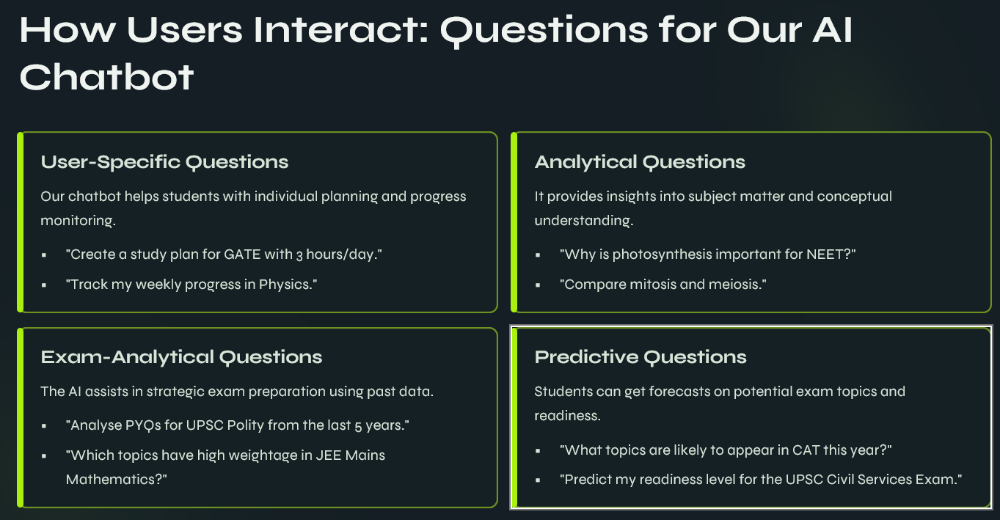 How Users Interact: Questions for Our AI
Chatbot
User-Specific Questions
Our chatbot helps students with individual planning and progress
monitoring.
▪ "Create a study plan for GATE with 3 hours/day."
▪ "Track my weekly progress in Physics."
Analytical Questions
It provides insights into subject matter and conceptual
understanding.
▪ "Why is photosynthesis important for NEET?"
▪ "Compare mitosis and meiosis."
Exam-Analytical Questions
The AI assists in strategic exam preparation using past data.
▪ "Analyse PYQs for UPSC Polity from the last 5 years."
▪ "Which topics have high weightage in JEE Mains
Mathematics?"
Predictive Questions
Students can get forecasts on potential exam topics and
readiness.
▪ "What topics are likely to appear in CAT this year?"
▪ "Predict my readiness level for the UPSC Civil Services Exam."